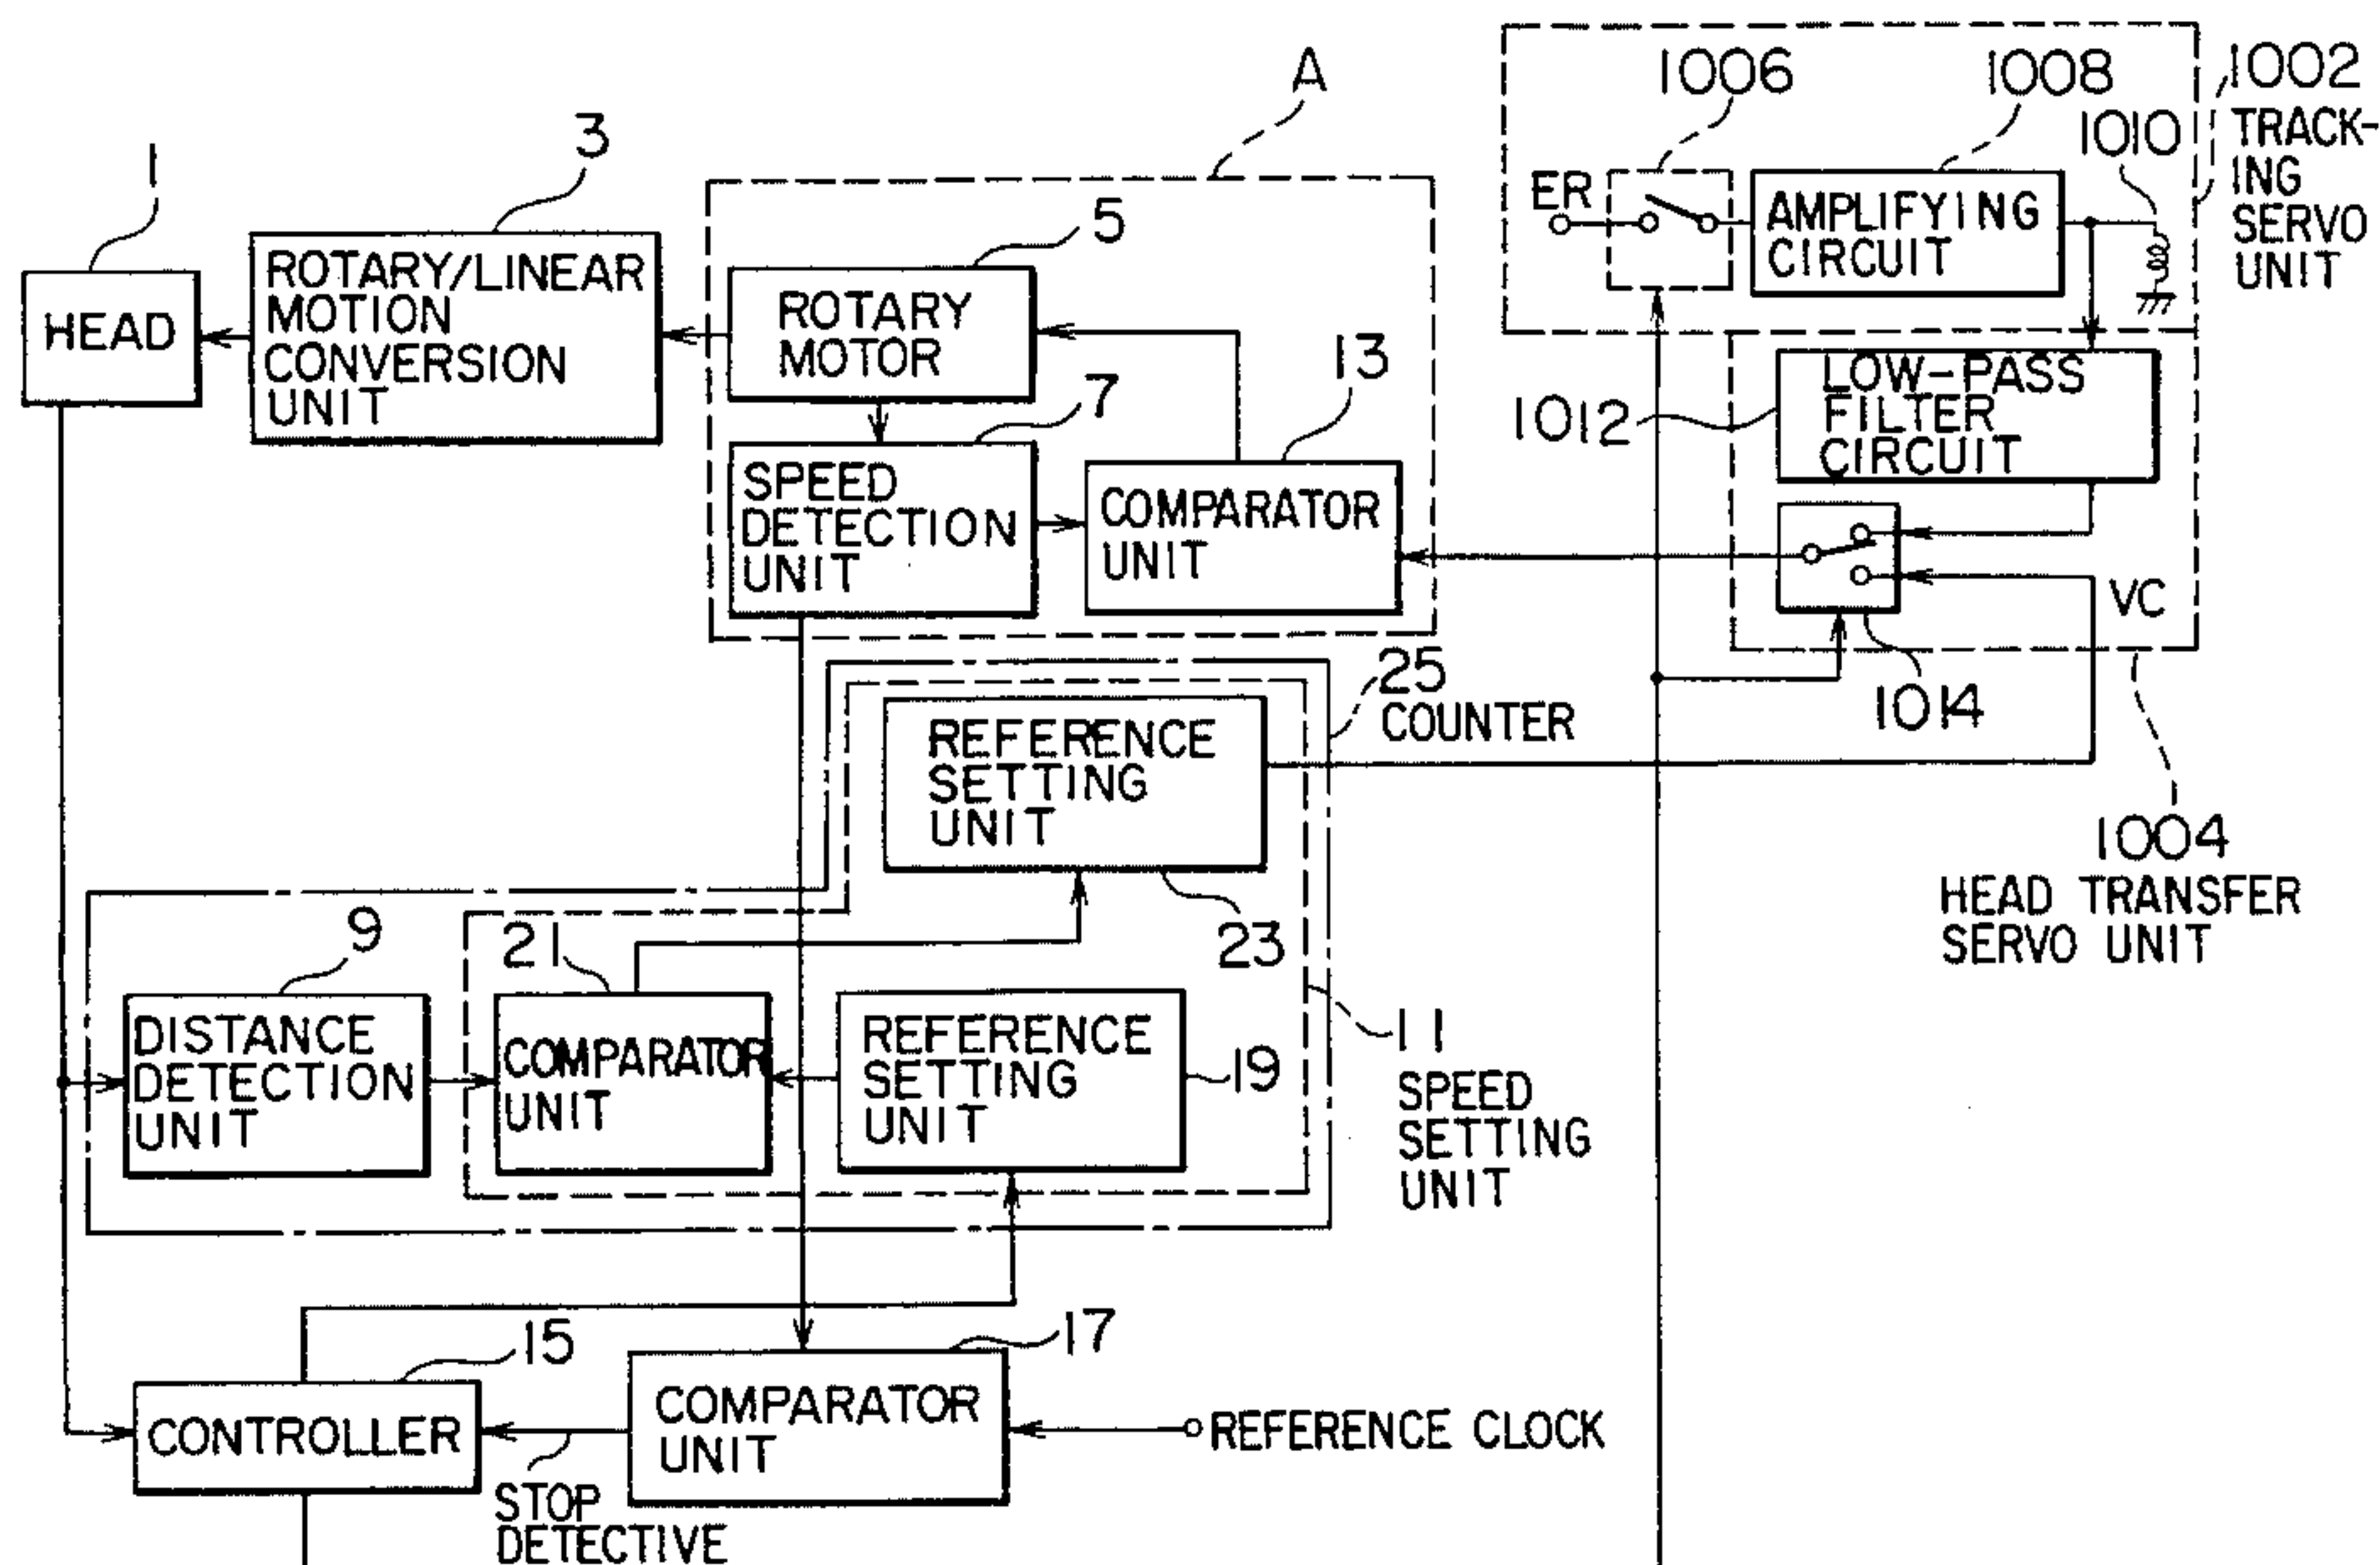 A
1006
1008
1002
TRACK-
ING
SERVO
UNIT
1010
1
3
5
ER
AMPLIFYING
CIRCUIT
HEAD
ROTARY/LINEAR
MOTION
CONVERSION
UNIT
ROTARY
MOTOR
7
13
1012
LOW-PASS
FILTER
CIRCUIT
SPEED
DETECTION
UNIT
COMPARATOR
UNIT
VC
1014
25
COUNTER
REFERENCE
SETTING
UNIT
1004
HEAD TRANSFER
SERVO UNIT
9
21
23
11
SPEED
SETTING
UNIT
DISTANCE
DETECTION
UNIT
COMPARATOR
UNIT
REFERENCE
SETTING
UNIT
19
15
17
CONTROLLER
COMPARATOR
UNIT
REFERENCE CLOCK
STOP
DETECTIVE